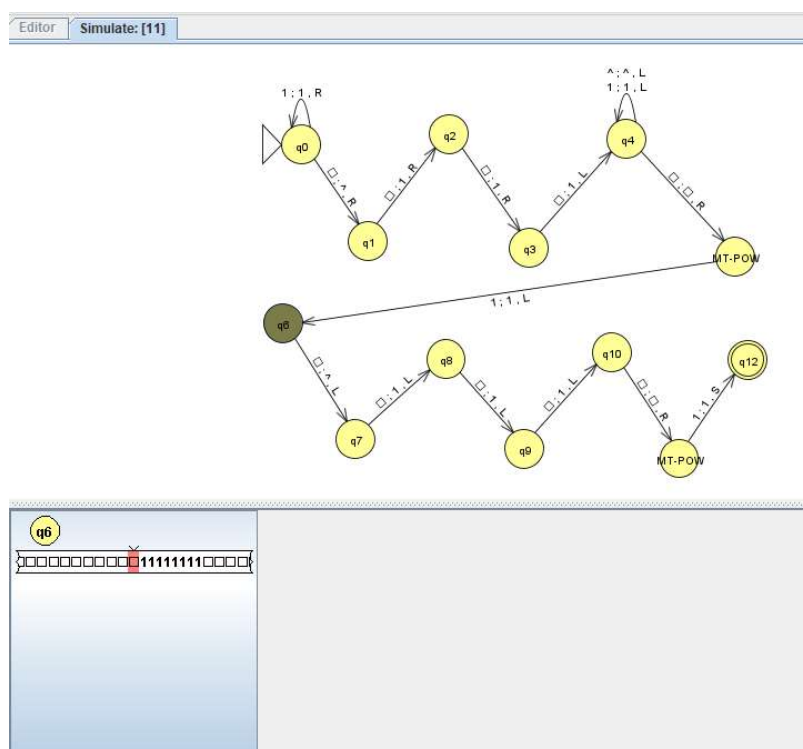 Editor
Simulate: [11]
^ ; ^ , L
1 ; 1 , R
1 ; 1 , L
q0
q2
q4
□ ; ^ , R
□ ; 1 , R
□ ; 1 , R
□ ; 1 , L
□ ; □ , R
q1
q3
MT-POW
1 ; 1 , L
q6
q8
q10
q12
□ ; ^ , L
□ ; 1 , L
□ ; 1 , L
□ ; 1 , L
□ ; □ , R
1 ; 1 , S
q7
q9
MT-POW
q6
□□□□□□□□□□11111111□□□□